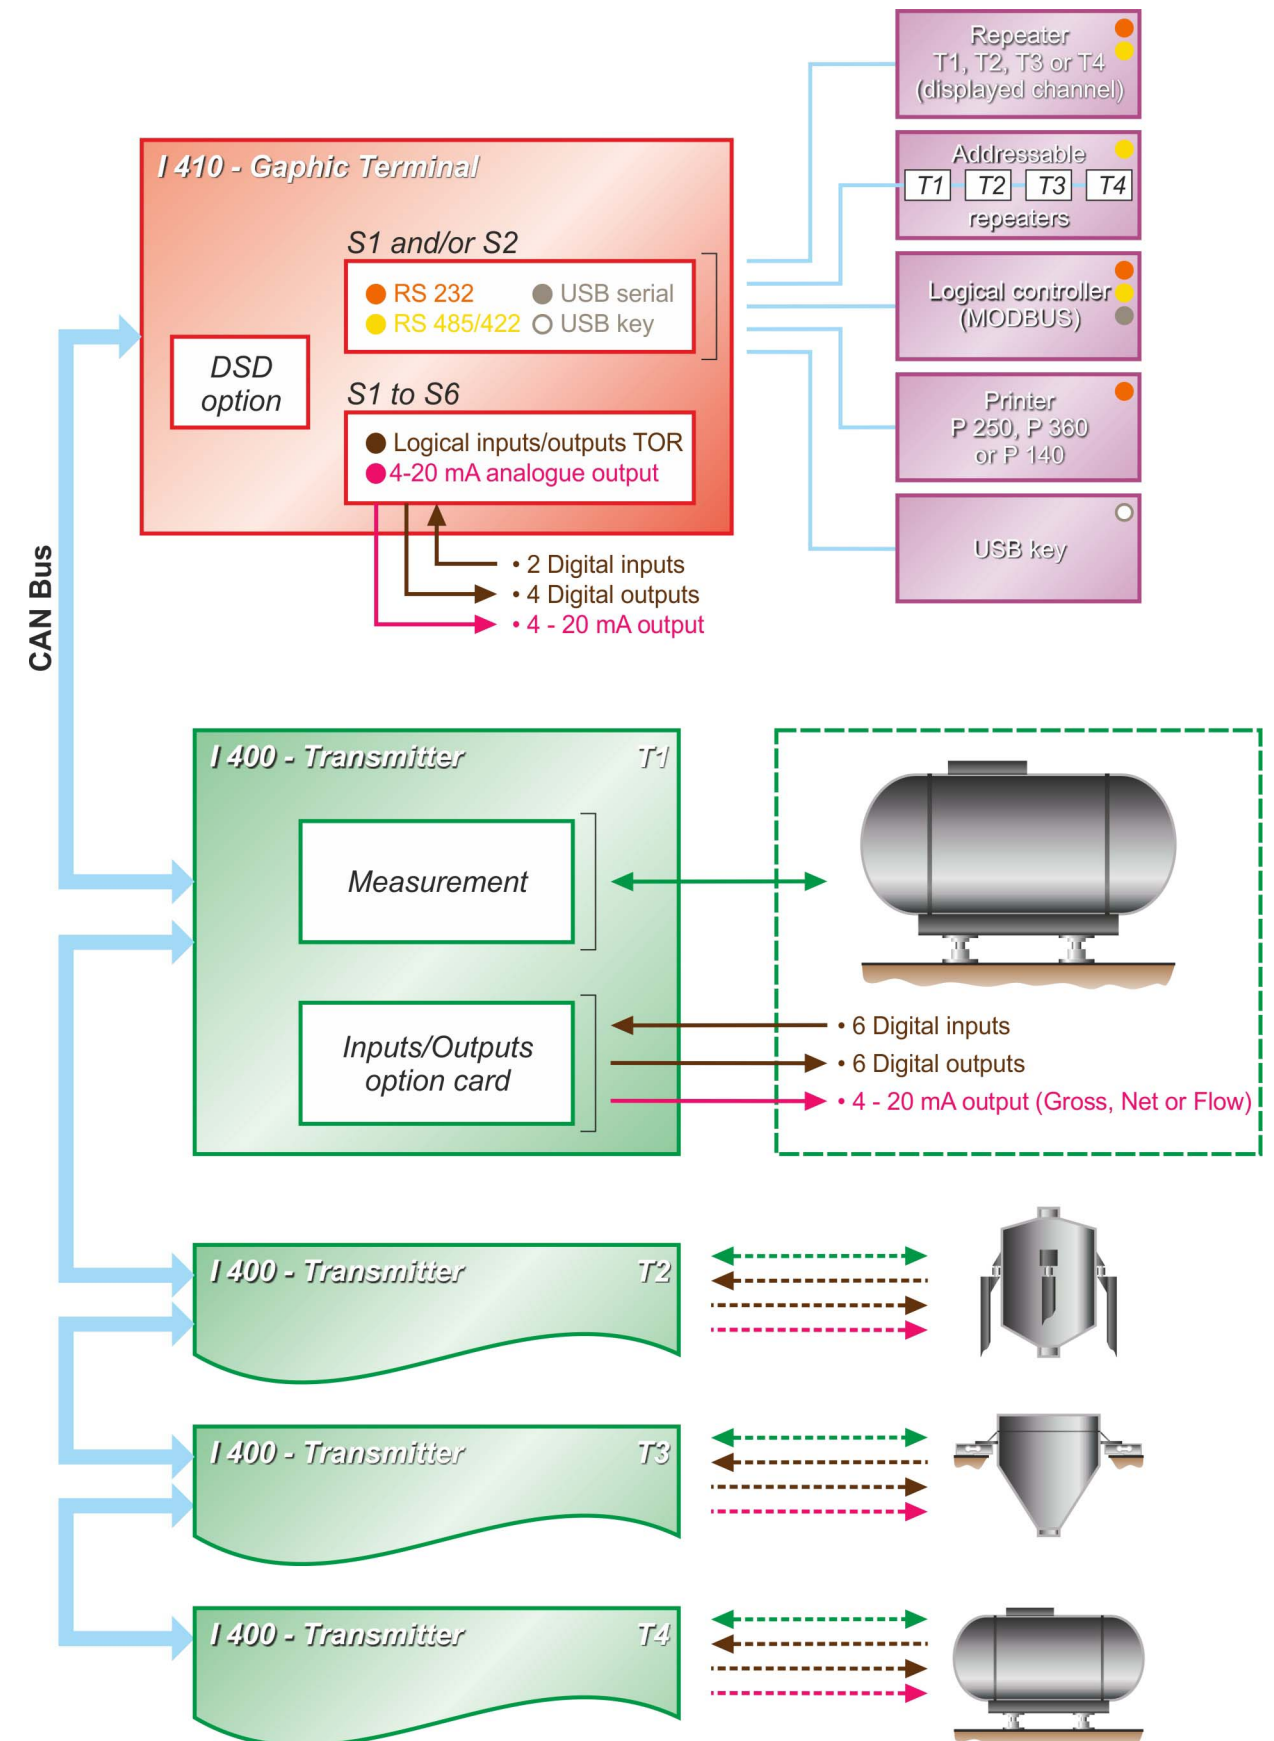 Repeater
T1, T2, T3 or T4
(displayed channel)
I 410 - Gaphic Terminal
Addressable
T1 T2 T3 T4
repeaters
S1 and/or S2
RS 232 USB serial
RS 485/422 USB key
Logical controller
(MODBUS)
DSD
option
S1 to S6
Logical inputs/outputs TOR
4-20 mA analogue output
Printer
P 250, P 360
or P 140
USB key
• 2 Digital inputs
• 4 Digital outputs
• 4 - 20 mA output
CAN Bus
I 400 - Transmitter T1
Measurement
Inputs/Outputs
option card
• 6 Digital inputs
• 6 Digital outputs
• 4 - 20 mA output (Gross, Net or Flow)
I 400 - Transmitter T2
I 400 - Transmitter T3
I 400 - Transmitter T4